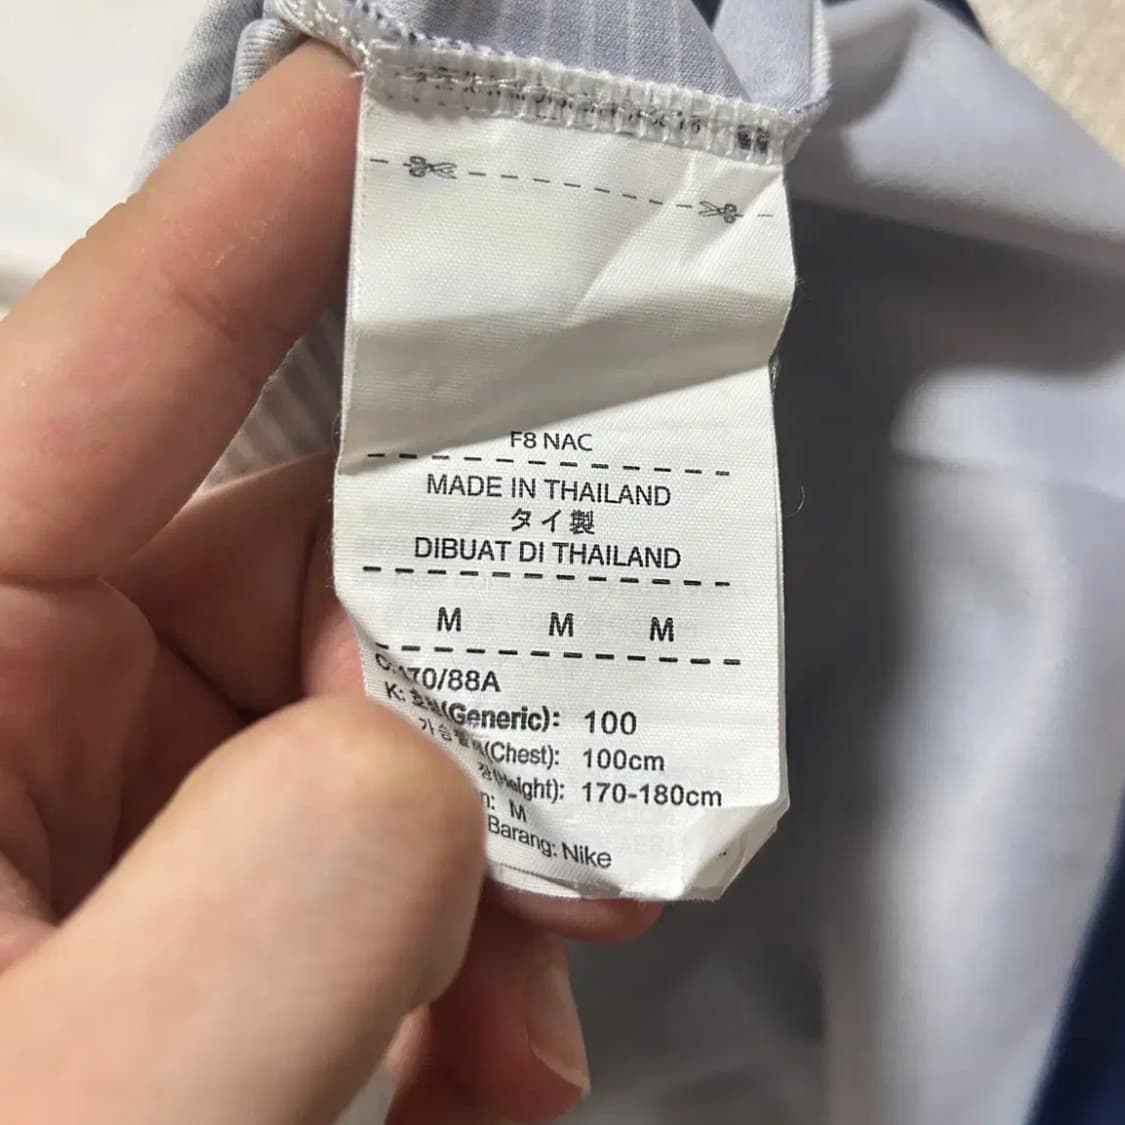 F8 NAC
MADE IN THAILAND
タイ製
DIBUAT DI THAILAND
M M M
170/88A
K: (Generic): 100
(Chest): 100cm
(Height): 170-180cm
M
Barang: Nike